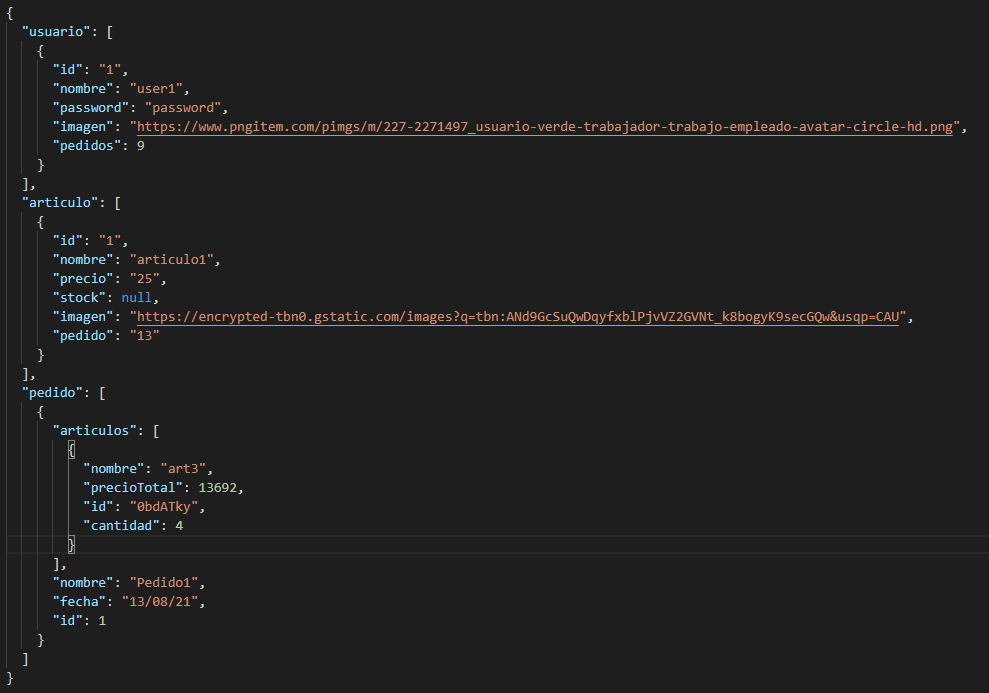 {
"usuario": [
{
"id": "1",
"nombre": "user1",
"password": "password",
"imagen": "https://www.pngitem.com/pimgs/m/227-2271497_usuario-verde-trabajador-trabajo-empleado-avatar-circle-hd.png",
"pedidos": 9
}
],
"articulo": [
{
"id": "1",
"nombre": "articulo1",
"precio": "25",
"stock": null,
"imagen": "https://encrypted-tbn0.gstatic.com/images?q=tbn:ANd9GcSuQwDqyfxblPjvVZ2GVNt_k8bogyK9secGQw&usqp=CAU",
"pedido": "13"
}
],
"pedido": [
{
"articulos": [
{
"nombre": "art3",
"precioTotal": 13692,
"id": "0bdATky",
"cantidad": 4
}
],
"nombre": "Pedido1",
"fecha": "13/08/21",
"id": 1
}
]
}